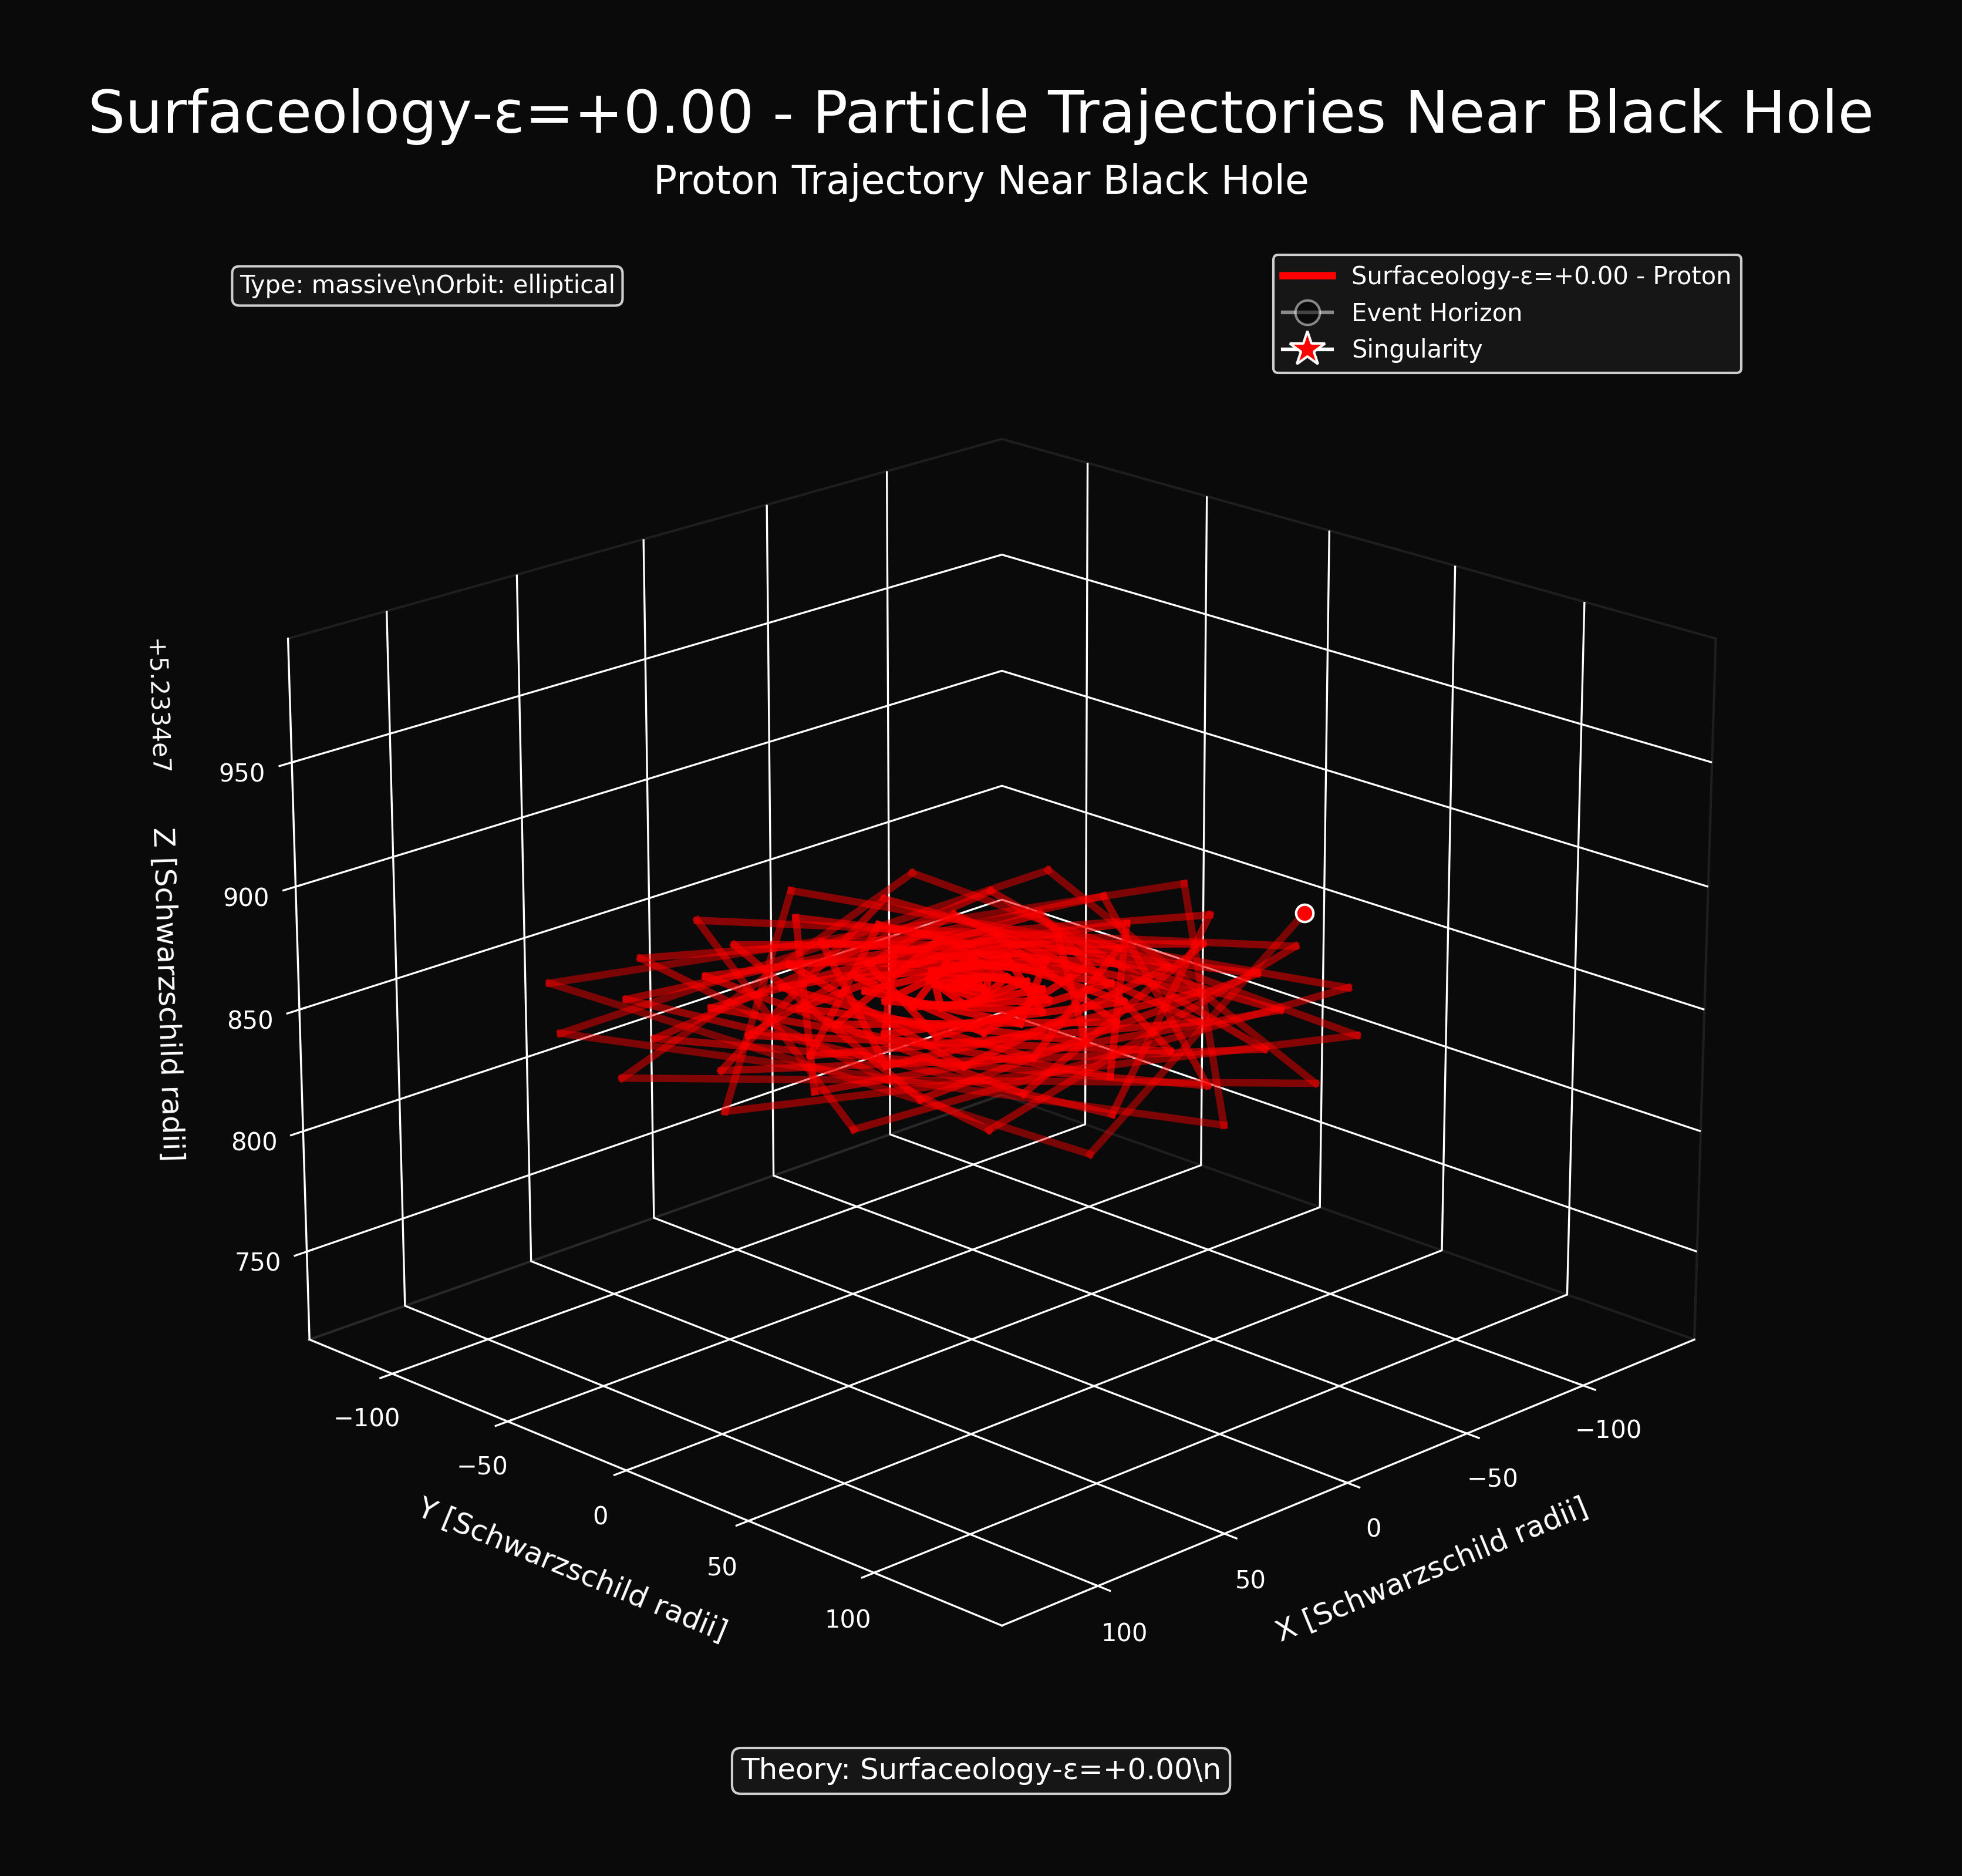 Surfaceology-ε=+0.00 - Particle Trajectories Near Black Hole
Proton Trajectory Near Black Hole
Type: massive\nOrbit: elliptical
Surfaceology-ε=+0.00 - Proton
Event Horizon
Singularity
+5.2334e7
Z [Schwarzschild radii]
950
900
850
800
750
−100
−50
0
50
100
Y [Schwarzschild radii]
−100
−50
0
50
100
X [Schwarzschild radii]
Theory: Surfaceology-ε=+0.00\n